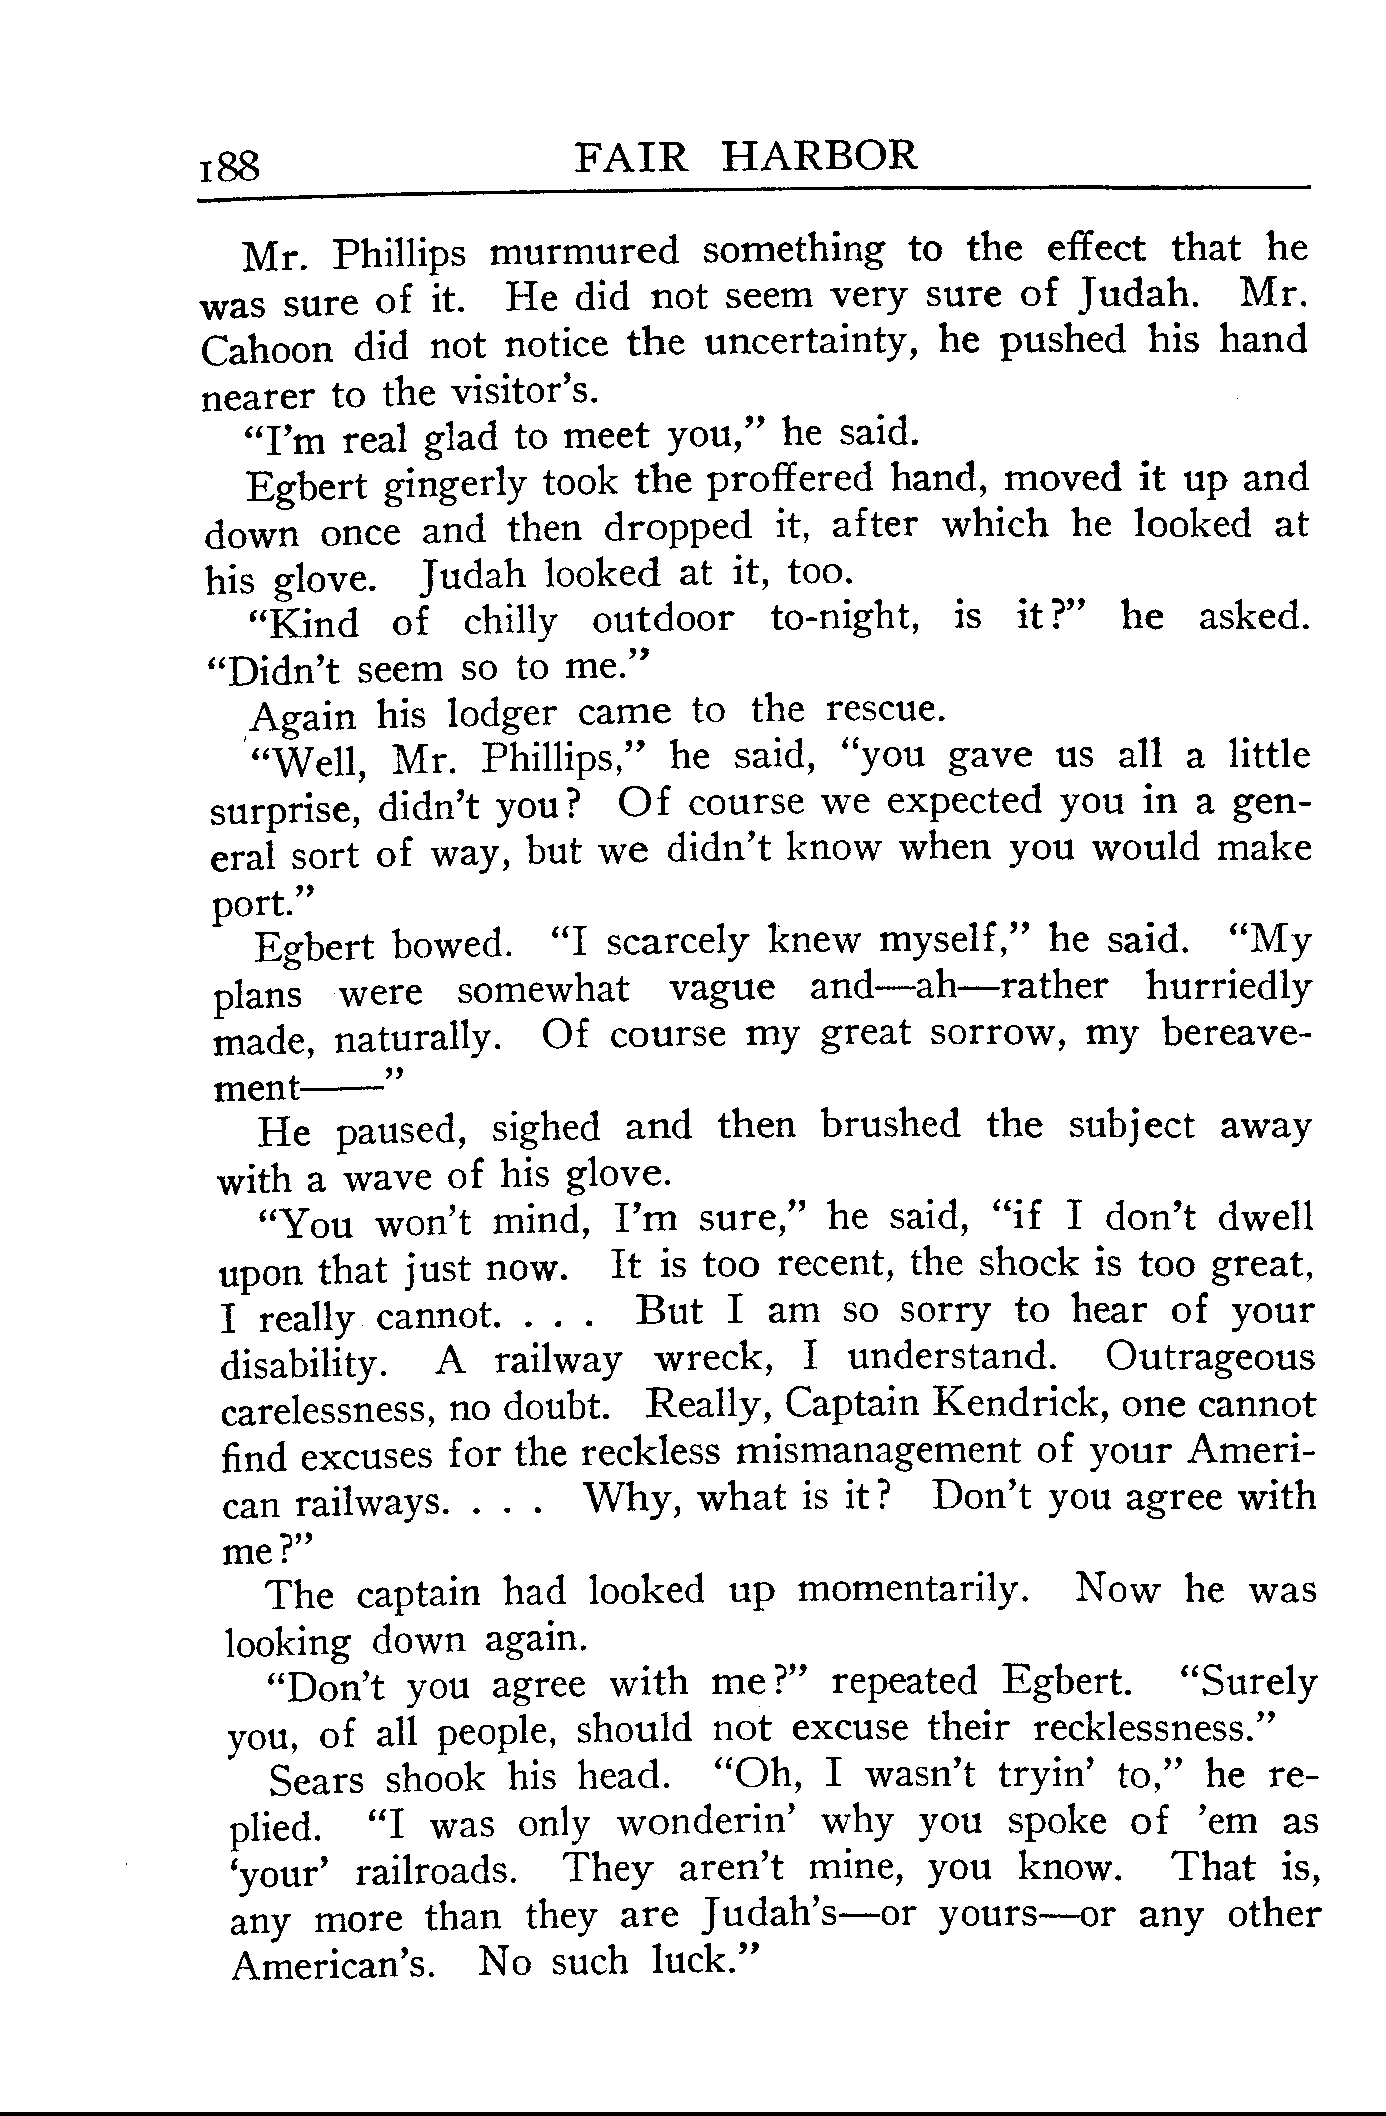 188 FAIR HARBOR
Mr. Phillips murmured something to the effect that he
was sure of it. He did not seem very sure of Judah. Mr.
Cahoon did not notice the uncertainty, he pushed his hand
nearer to the visitor's.
“I'm real glad to meet you,” he said.
Egbert gingerly took the proffered hand, moved it up and
down once and then dropped it, after which he looked at
his glove. Judah looked at it, too.
“Kind of chilly outdoor to-night, is it?” he asked.
“Didn't seem so to me.”
Again his lodger came to the rescue.
“Well, Mr. Phillips,” he said, “you gave us all a little
surprise, didn't you? Of course we expected you in a gen-
eral sort of way, but we didn't know when you would make
port.”
Egbert bowed. “I scarcely knew myself,” he said. “My
plans were somewhat vague and—ah—rather hurriedly
made, naturally. Of course my great sorrow, my bereave-
ment——”
He paused, sighed and then brushed the subject away
with a wave of his glove.
“You won't mind, I'm sure,” he said, “if I don't dwell
upon that just now. It is too recent, the shock is too great,
I really cannot. . . . But I am so sorry to hear of your
disability. A railway wreck, I understand. Outrageous
carelessness, no doubt. Really, Captain Kendrick, one cannot
find excuses for the reckless mismanagement of your Ameri-
can railways. . . . Why, what is it? Don't you agree with
me?”
The captain had looked up momentarily. Now he was
looking down again.
“Don't you agree with me?” repeated Egbert. “Surely
you, of all people, should not excuse their recklessness.”
Sears shook his head. “Oh, I wasn't tryin' to,” he re-
plied. “I was only wonderin' why you spoke of 'em as
‘your’ railroads. They aren't mine, you know. That is,
any more than they are Judah's—or yours—or any other
American's. No such luck.”